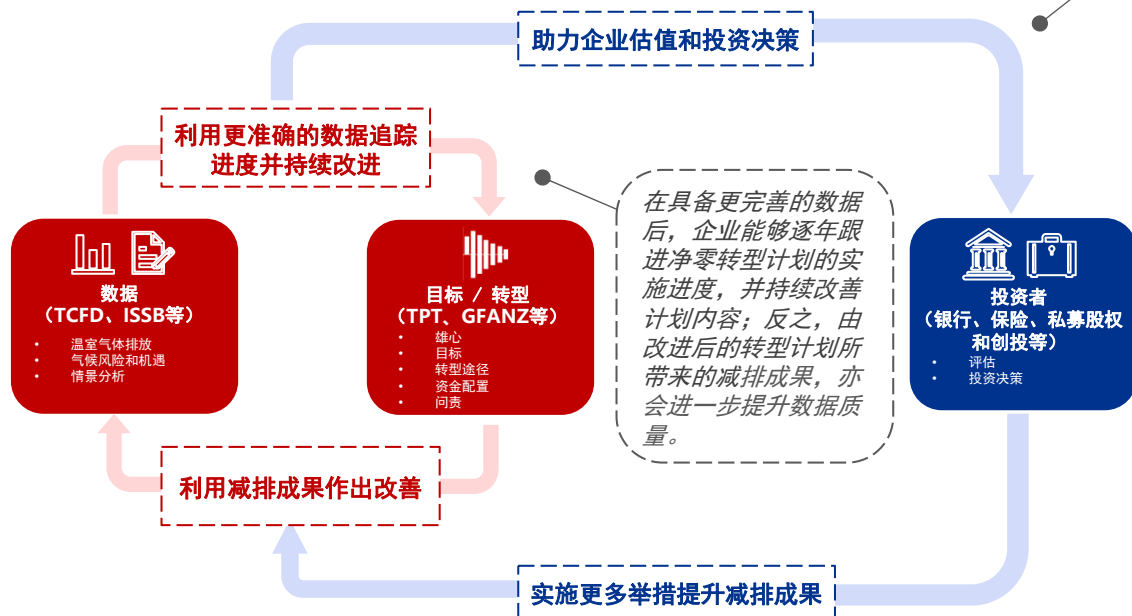 助力企业估值和投资决策
利用更准确的数据追踪
进度并持续改进
数据
（TCFD、ISSB等）
• 温室气体排放
• 气候风险和机遇
• 情景分析
目标 / 转型
（TPT、GFANZ等）
• 雄心
• 目标
• 转型途径
• 资金配置
• 问责
在具备更完善的数据
后，企业能够逐年跟
进净零转型计划的实
施进度，并持续改善
计划内容；反之，由
改进后的转型计划所
带来的减排成果，亦
会进一步提升数据质
量。
投资者
（银行、保险、私募股权
和创投等）
• 评估
• 投资决策
利用减排成果作出改善
实施更多举措提升减排成果